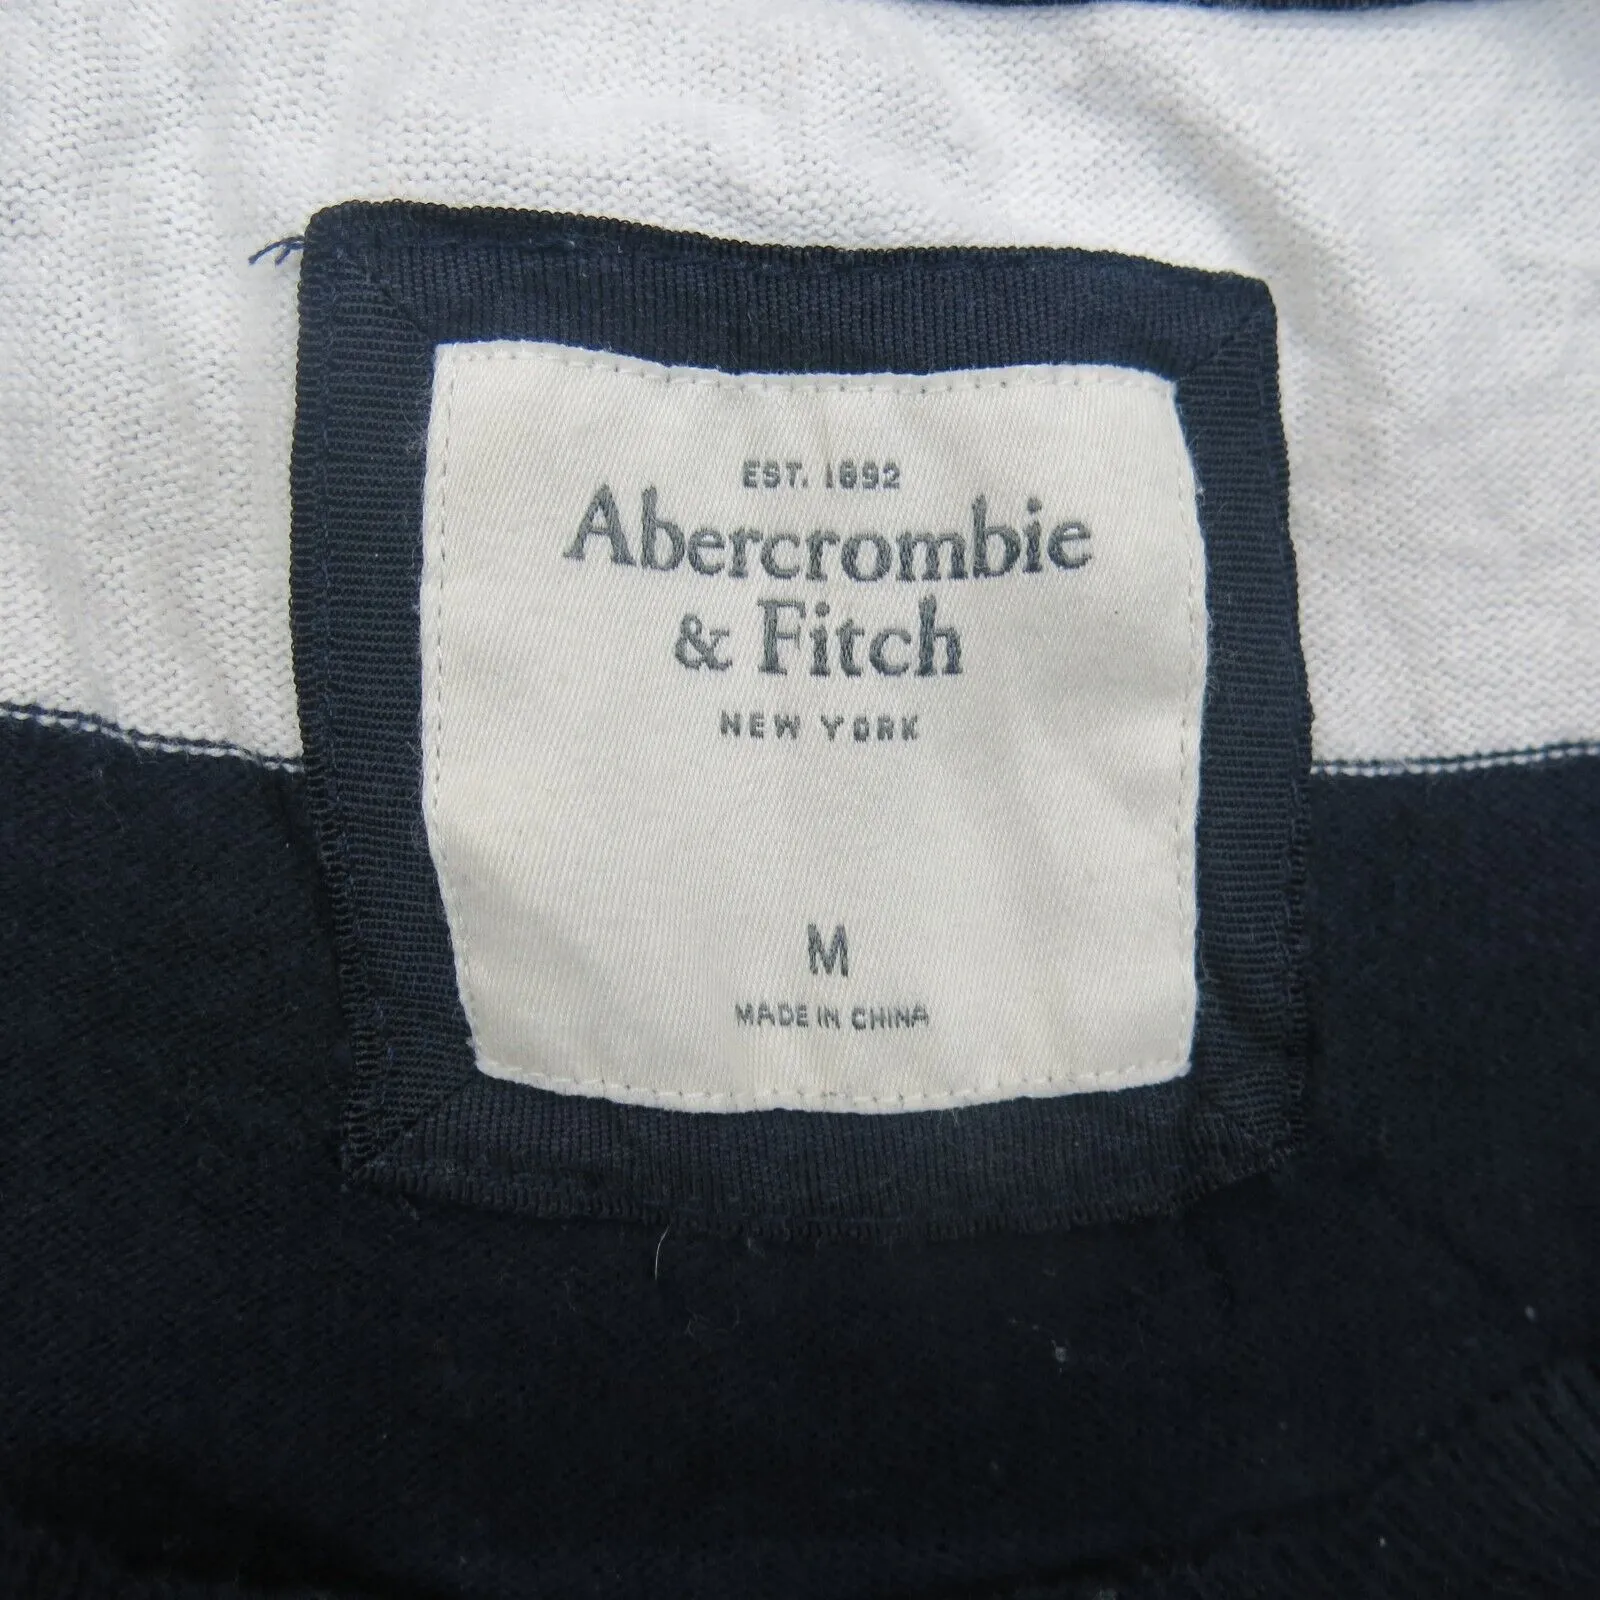 EST. 1892
Abercrombie
& Fitch
NEW YORK
M
MADE IN CHINA